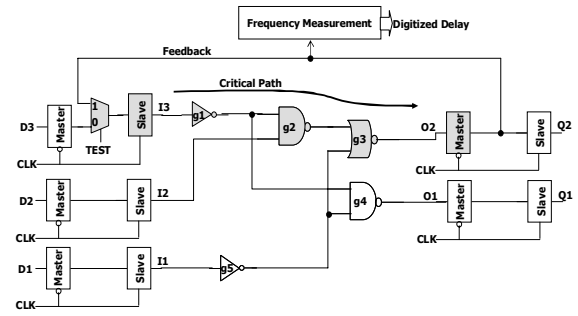 Frequency Measurement
Digitized Delay
Feedback
Critical Path
1
0
TEST
D3
Master
Slave
I3
g1
g2
g3
O2
Master
Slave
Q2
CLK
CLK
D2
Master
Slave
I2
g4
O1
Master
Slave
Q1
CLK
CLK
D1
Master
Slave
I1
g5
CLK